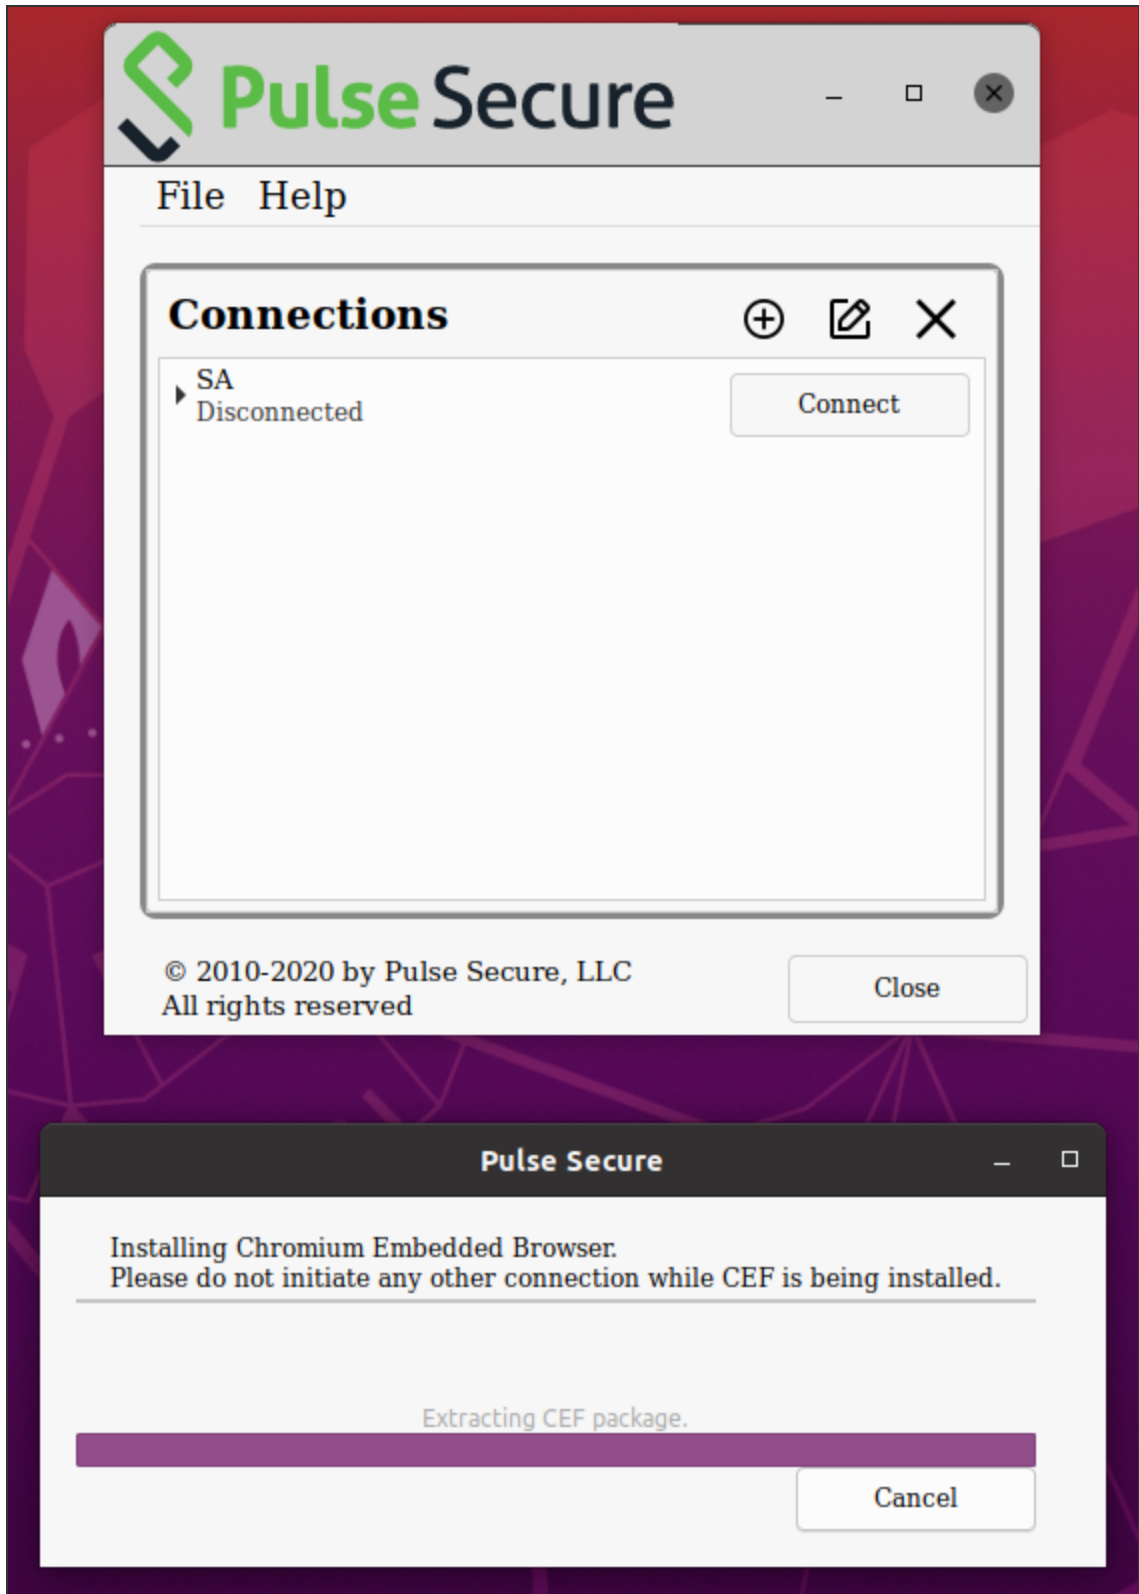 Pulse Secure
File Help
Connections
SA
Disconnected
Connect
© 2010-2020 by Pulse Secure, LLC
All rights reserved
Close
Pulse Secure
Installing Chromium Embedded Browser.
Please do not initiate any other connection while CEF is being installed.
Extracting CEF package.
Cancel